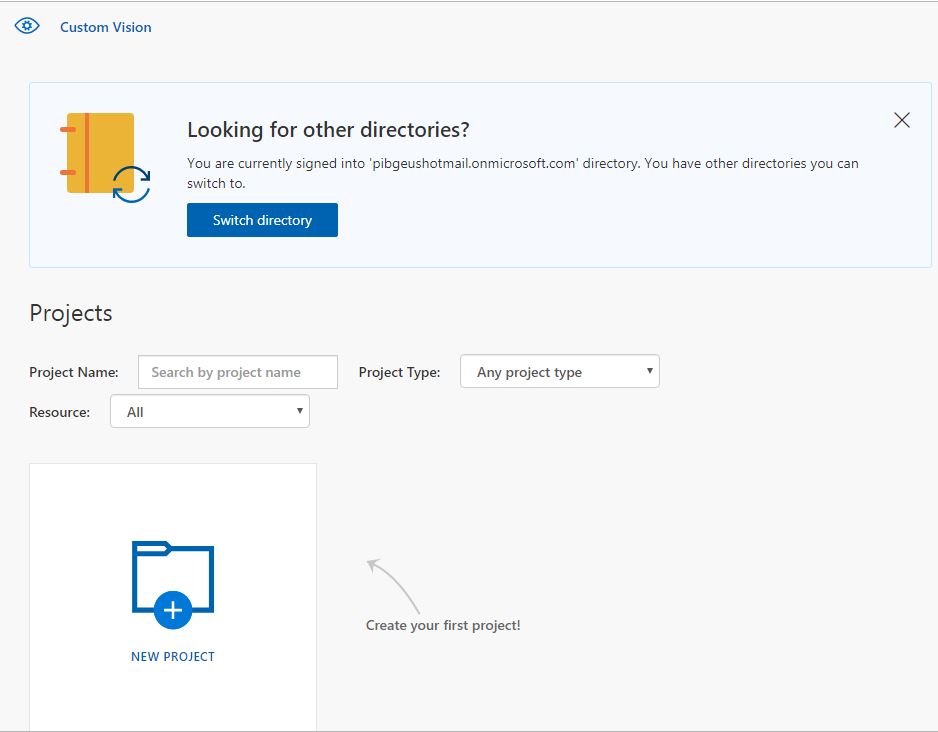 Custom Vision
Looking for other directories?
You are currently signed into 'pibgeushotmail.onmicrosoft.com' directory. You have other directories you can
switch to.
Switch directory
Projects
Project Name: Search by project name Project Type: Any project type
Resource: All
Create your first project!
NEW PROJECT